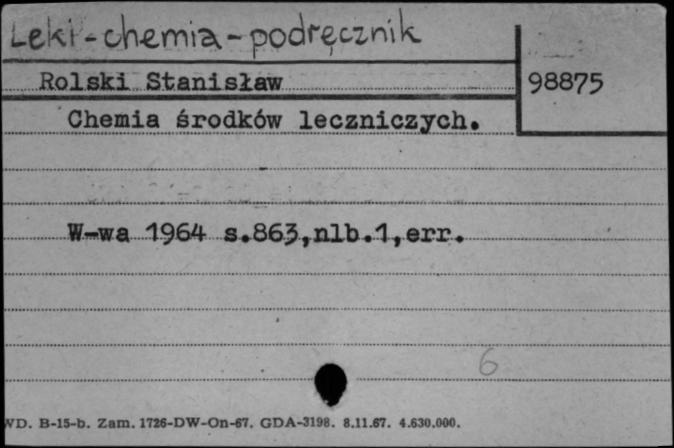 Leki-chemia-podręcznik
Rolski Stanisław
98875
Chemia środków leczniczych.
W-wa 1964 s.863,nlb.1,err.
6
WD. B-15-b. Zam. 1726-DW-On-67. GDA-3198. 8.11.67. 4.630.000.